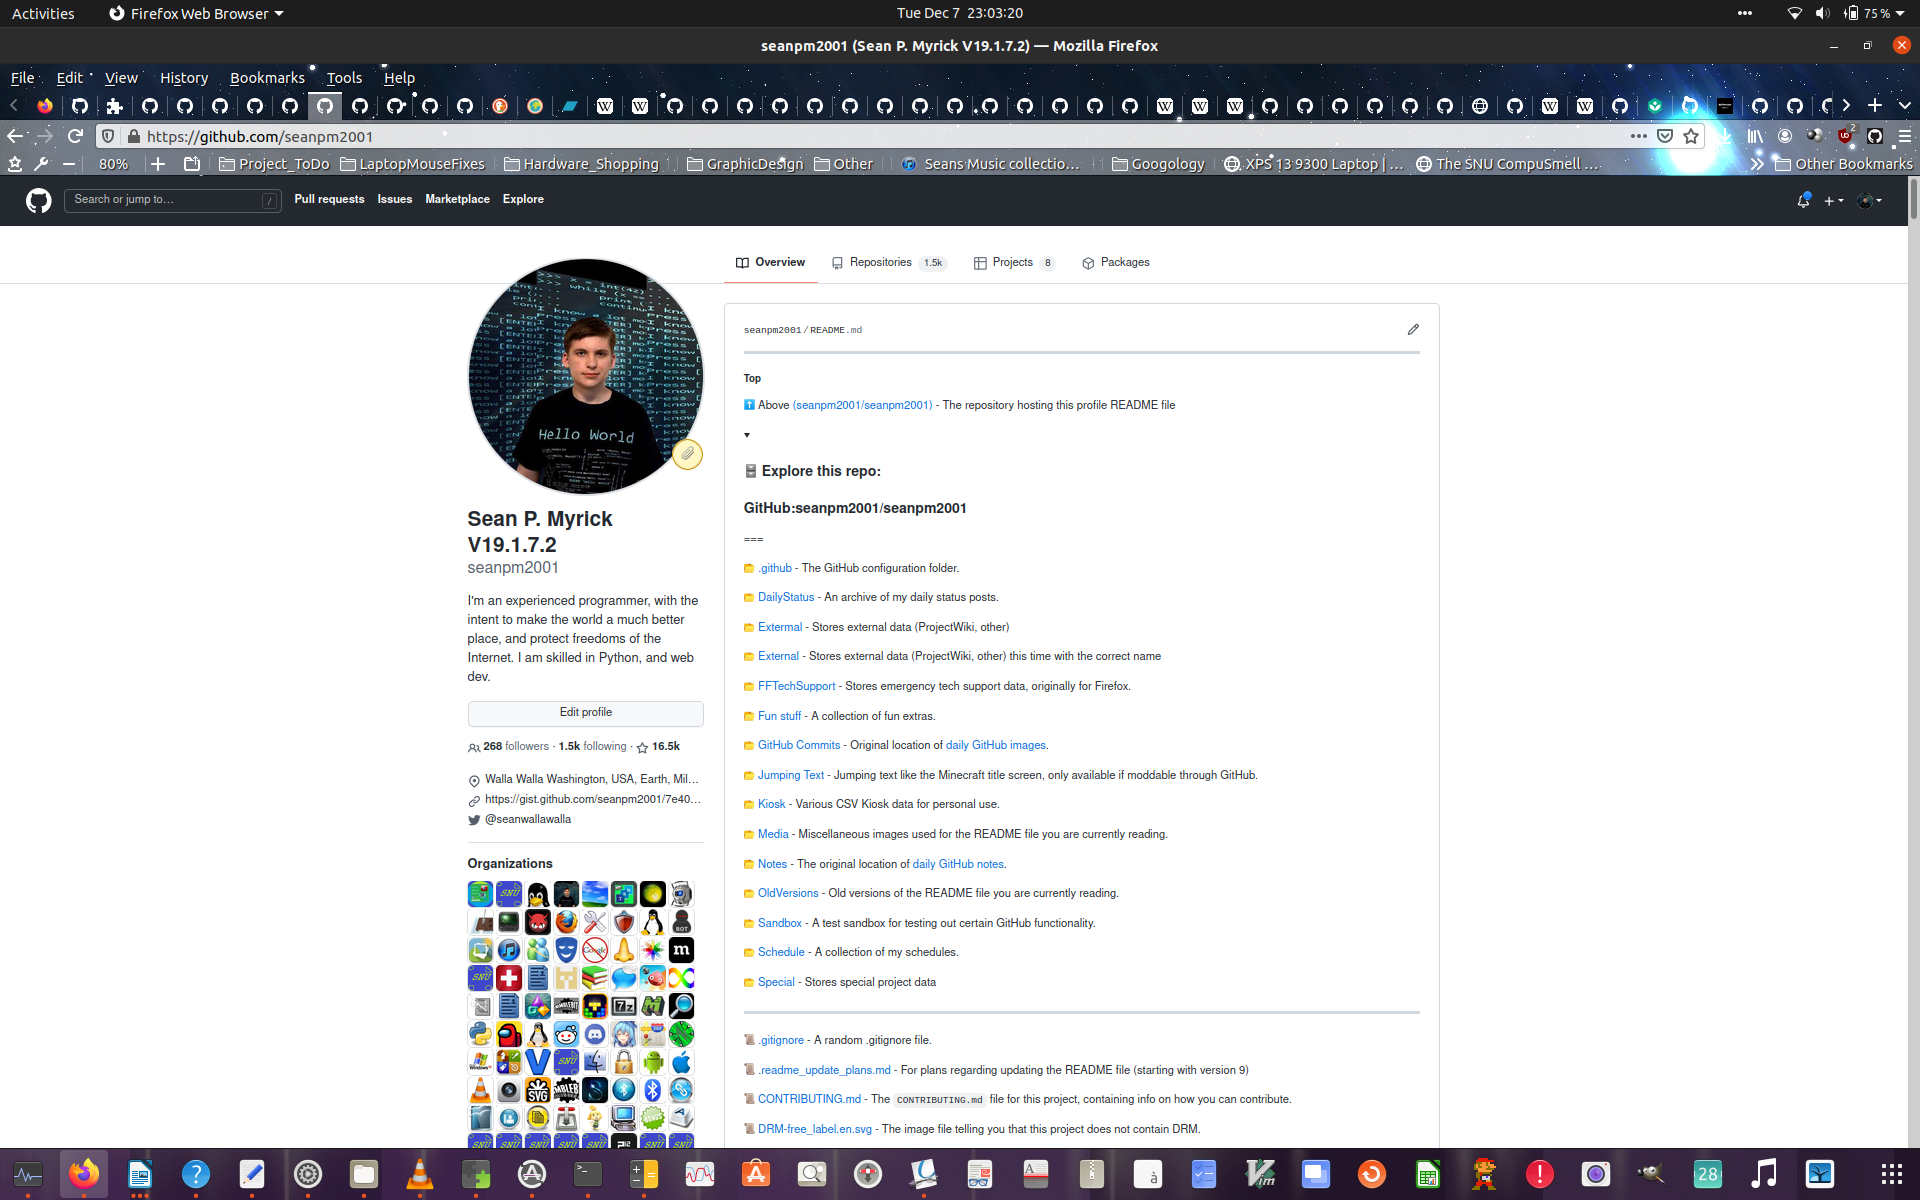 Activities
Firefox Web Browser
Tue Dec 7 23:03:20
75 %
seanpm2001 (Sean P. Myrick V19.1.7.2) — Mozilla Firefox
File Edit View History Bookmarks Tools Help
https://github.com/seanpm2001
80% Project_ToDo LaptopMouseFixes Hardware_Shopping GraphicDesign Other Seans Music collectio… Googology XPS 13 9300 Laptop | … The SNU CompuSmell … Other Bookmarks
Search or jump to… / Pull requests Issues Marketplace Explore
Overview Repositories 1.5k Projects 8 Packages
Hello World
Sean P. Myrick
V19.1.7.2
seanpm2001
I'm an experienced programmer, with the
intent to make the world a much better
place, and protect freedoms of the
Internet. I am skilled in Python, and web
dev.
Edit profile
268 followers · 1.5k following · 16.5k
Walla Walla Washington, USA, Earth, Mil…
https://gist.github.com/seanpm2001/7e40…
@seanwallawalla
Organizations
seanpm2001/README.md
Top
Above (seanpm2001/seanpm2001) - The repository hosting this profile README file
Explore this repo:
GitHub:seanpm2001/seanpm2001
===
.github - The GitHub configuration folder.
DailyStatus - An archive of my daily status posts.
Extermal - Stores external data (ProjectWiki, other)
External - Stores external data (ProjectWiki, other) this time with the correct name
FFTechSupport - Stores emergency tech support data, originally for Firefox.
Fun stuff - A collection of fun extras.
GitHub Commits - Original location of daily GitHub images.
Jumping Text - Jumping text like the Minecraft title screen, only available if moddable through GitHub.
Kiosk - Various CSV Kiosk data for personal use.
Media - Miscellaneous images used for the README file you are currently reading.
Notes - The original location of daily GitHub notes.
OldVersions - Old versions of the README file you are currently reading.
Sandbox - A test sandbox for testing out certain GitHub functionality.
Schedule - A collection of my schedules.
Special - Stores special project data
.gitignore - A random .gitignore file.
.readme_update_plans.md - For plans regarding updating the README file (starting with version 9)
CONTRIBUTING.md - The CONTRIBUTING.md file for this project, containing info on how you can contribute.
DRM-free_label.en.svg - The image file telling you that this project does not contain DRM.
28